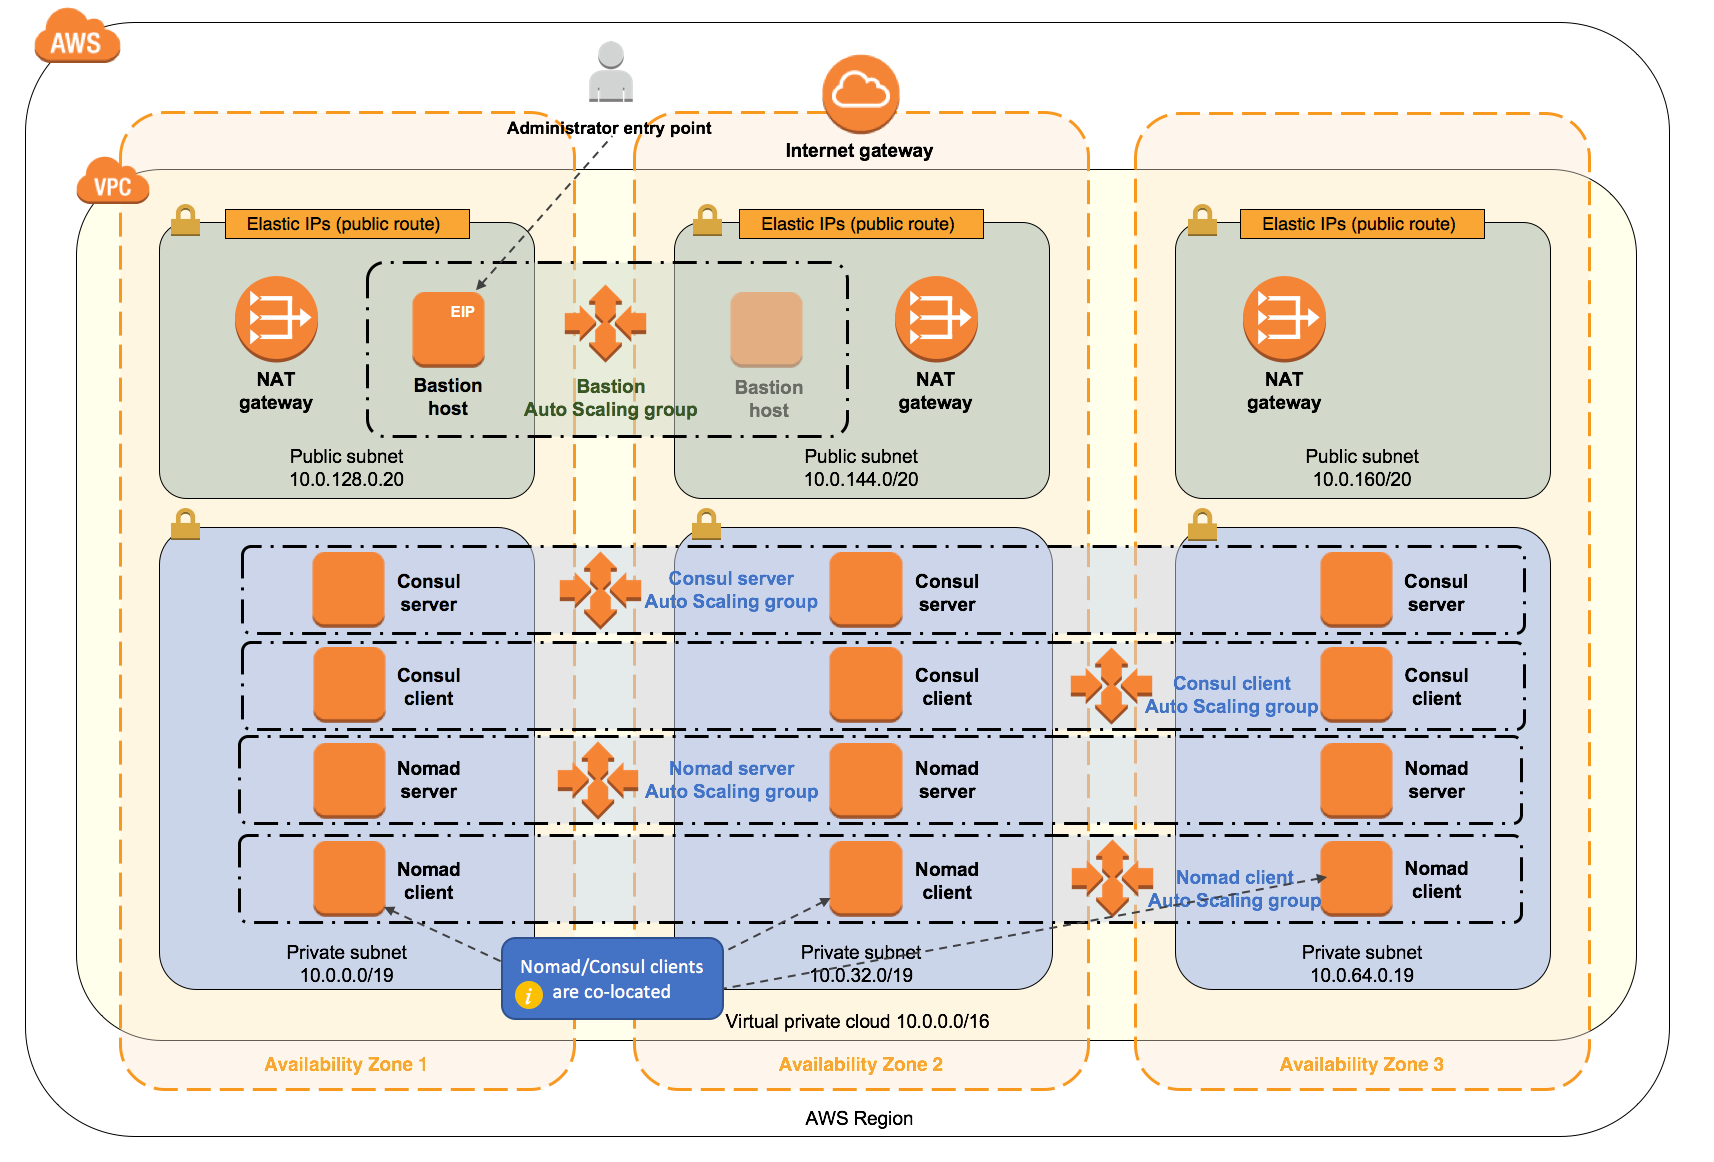 AWS
Administrator entry point
Internet gateway
VPC
Elastic IPs (public route)
Elastic IPs (public route)
Elastic IPs (public route)
EIP
NAT
gateway
Bastion
host
Bastion
Auto Scaling group
Bastion
host
NAT
gateway
NAT
gateway
Public subnet
10.0.128.0.20
Public subnet
10.0.144.0/20
Public subnet
10.0.160/20
Consul
server
Consul server
Auto Scaling group
Consul
server
Consul
server
Consul
client
Consul
client
Consul client
Auto Scaling group
Consul
client
Nomad
server
Nomad server
Auto Scaling group
Nomad
server
Nomad
server
Nomad
client
Nomad
client
Nomad client
Auto Scaling group
Nomad
client
Private subnet
10.0.0.0/19
Nomad/Consul clients
i are co-located
Private subnet
10.0.32.0/19
Private subnet
10.0.64.0.19
Virtual private cloud 10.0.0.0/16
Availability Zone 1
Availability Zone 2
Availability Zone 3
AWS Region